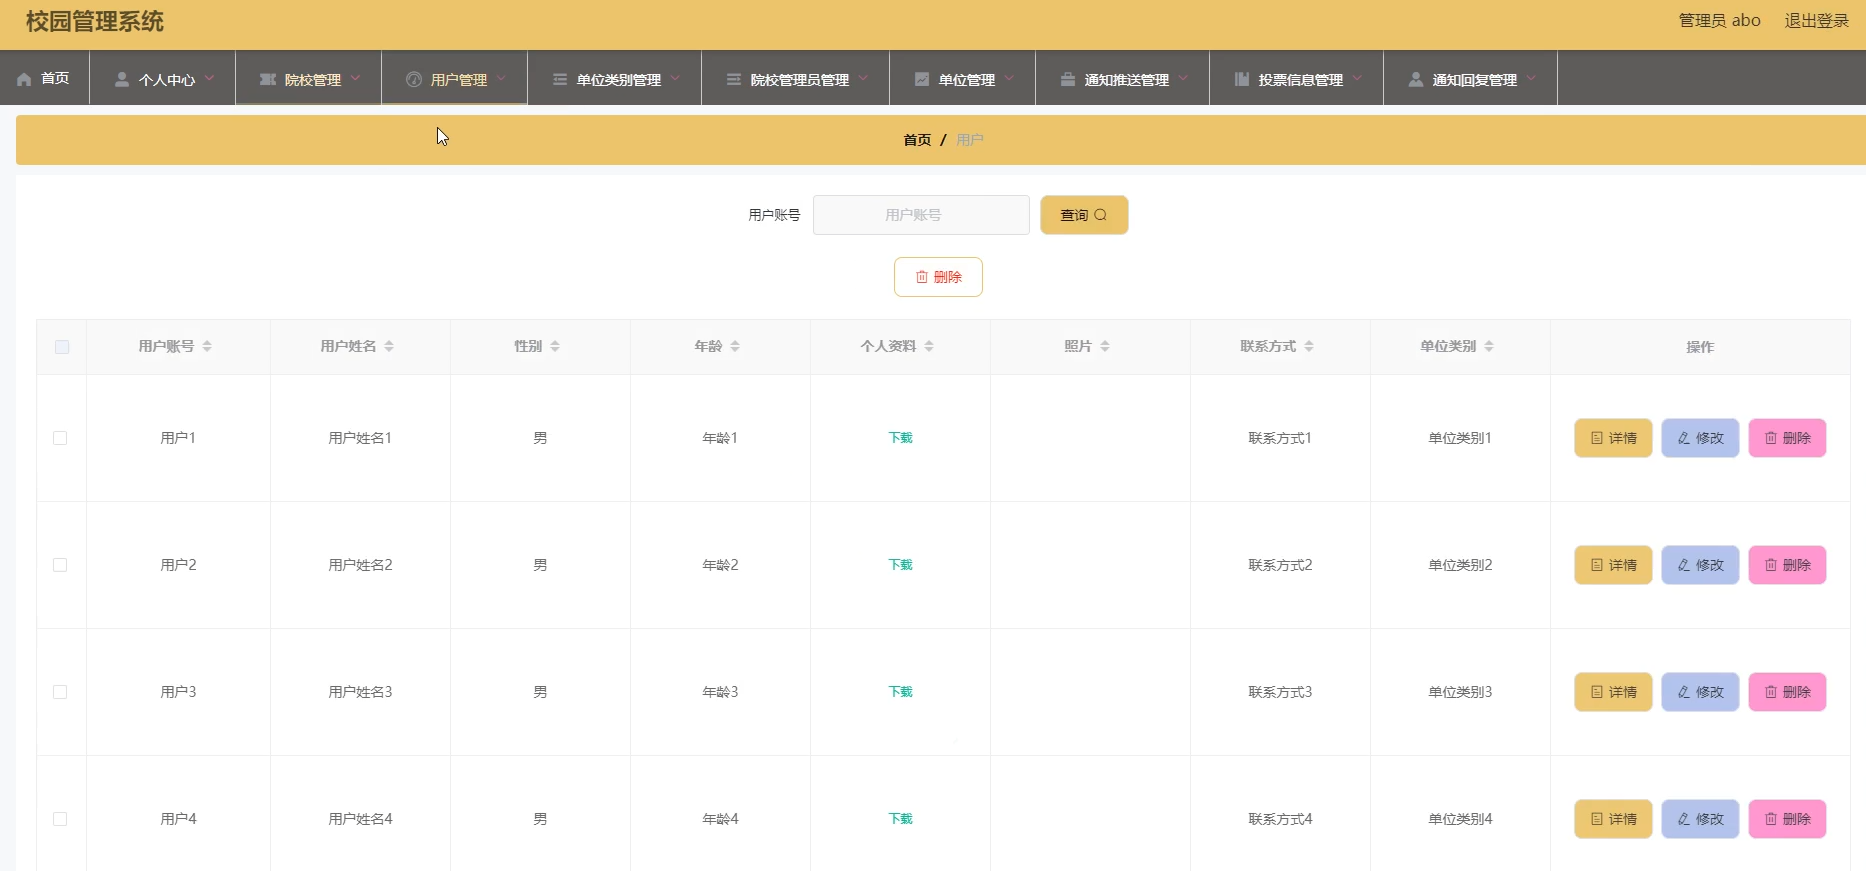 校园管理系统
管理员 abo 退出登录
首页 个人中心 院校管理 用户管理 单位类别管理 院校管理员管理 单位管理 通知推送管理 投票信息管理 通知回复管理
首页 / 用户
用户账号 用户账号 查询
删除
用户账号 用户姓名 性别 年龄 个人资料 照片 联系方式 单位类别 操作
用户1 用户姓名1 男 年龄1 下载 联系方式1 单位类别1 详情 修改 删除
用户2 用户姓名2 男 年龄2 下载 联系方式2 单位类别2 详情 修改 删除
用户3 用户姓名3 男 年龄3 下载 联系方式3 单位类别3 详情 修改 删除
用户4 用户姓名4 男 年龄4 下载 联系方式4 单位类别4 详情 修改 删除